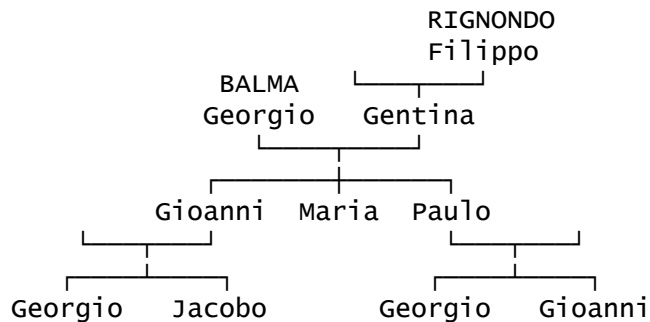 RIGNONDO
Filippo
BALMA
Georgio Gentina
Gioanni Maria Paulo
Georgio Jacobo Georgio Gioanni